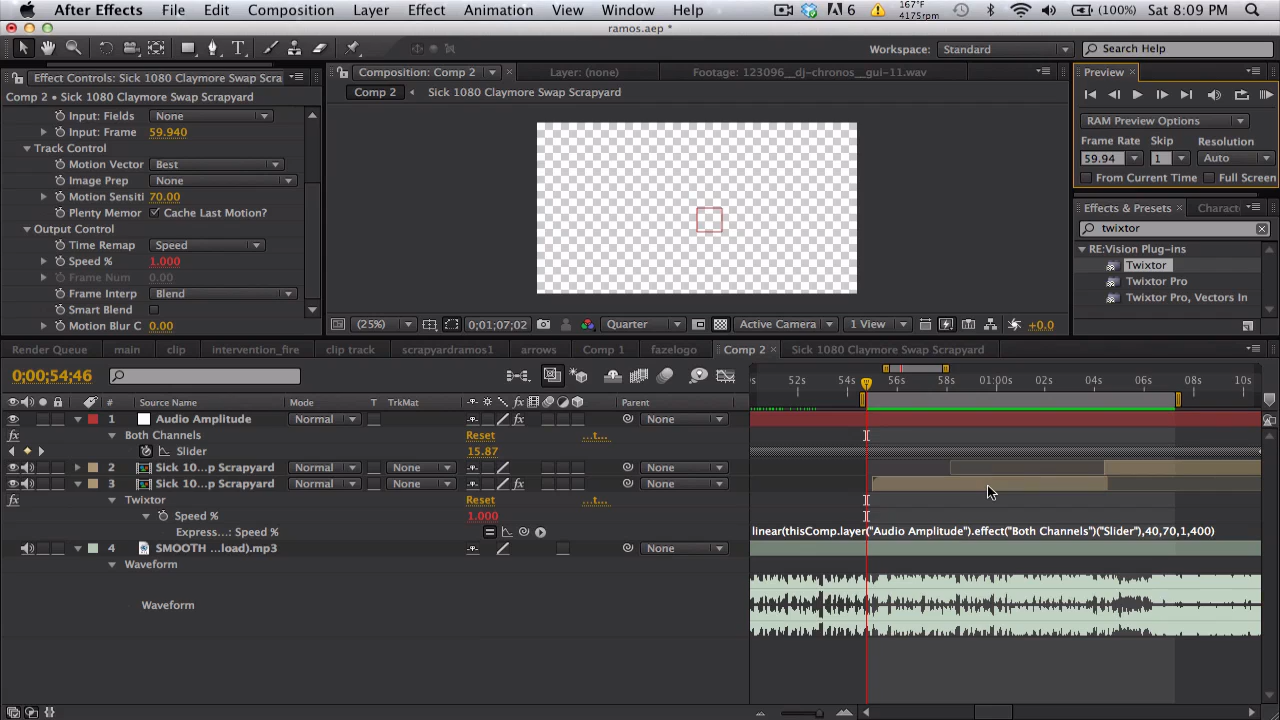 After Effects File Edit Composition Layer Effect Animation View Window Help 6 167°F 4175rpm (100%) Sat 8:09 PM
ramos.aep *
T Workspace: Standard Search Help
Effect Controls: Sick 1080 Claymore Swap Scra Composition: Comp 2 Layer: (none) Footage: 123096__dj-chronos__gui-11.wav Preview
Comp 2 • Sick 1080 Claymore Swap Scrapyard Comp 2 Sick 1080 Claymore Swap Scrapyard
Input: Fields None
Input: Frame 59.940
Track Control
Motion Vector Best
Image Prep None
Motion Sensiti 70.00
Plenty Memor Cache Last Motion?
Output Control
Time Remap Speed
Speed % 1.000
Frame Num 0.00
Frame Interp Blend
Smart Blend
Motion Blur C 0.00
RAM Preview Options
Frame Rate Skip Resolution
59.94 1 Auto
From Current Time Full Screen
Effects & Presets Charact
twixtor
RE:Vision Plug-ins
Twixtor
Twixtor Pro
Twixtor Pro, Vectors In
(25%) 0;01;07;02 Quarter Active Camera 1 View +0.0
Render Queue main clip intervention_fire clip track scrapyardramos1 arrows Comp 1 fazelogo Comp 2 Sick 1080 Claymore Swap Scrapyard
0;00;54;46 0s 52s 54s 56s 58s 01:00s 02s 04s 06s 08s 10s
# Source Name Mode T TrkMat fx Parent
1 Audio Amplitude Normal fx None
fx Both Channels Reset ...t...
Slider 15.87
2 Sick 10...p Scrapyard Normal None None
3 Sick 10...p Scrapyard Normal None fx None
fx Twixtor Reset ...t...
Speed % 1.000
Express...: Speed % linear(thisComp.layer("Audio Amplitude").effect("Both Channels")("Slider"),40,70,1,400)
4 SMOOTH ...load).mp3 None
Waveform
Waveform